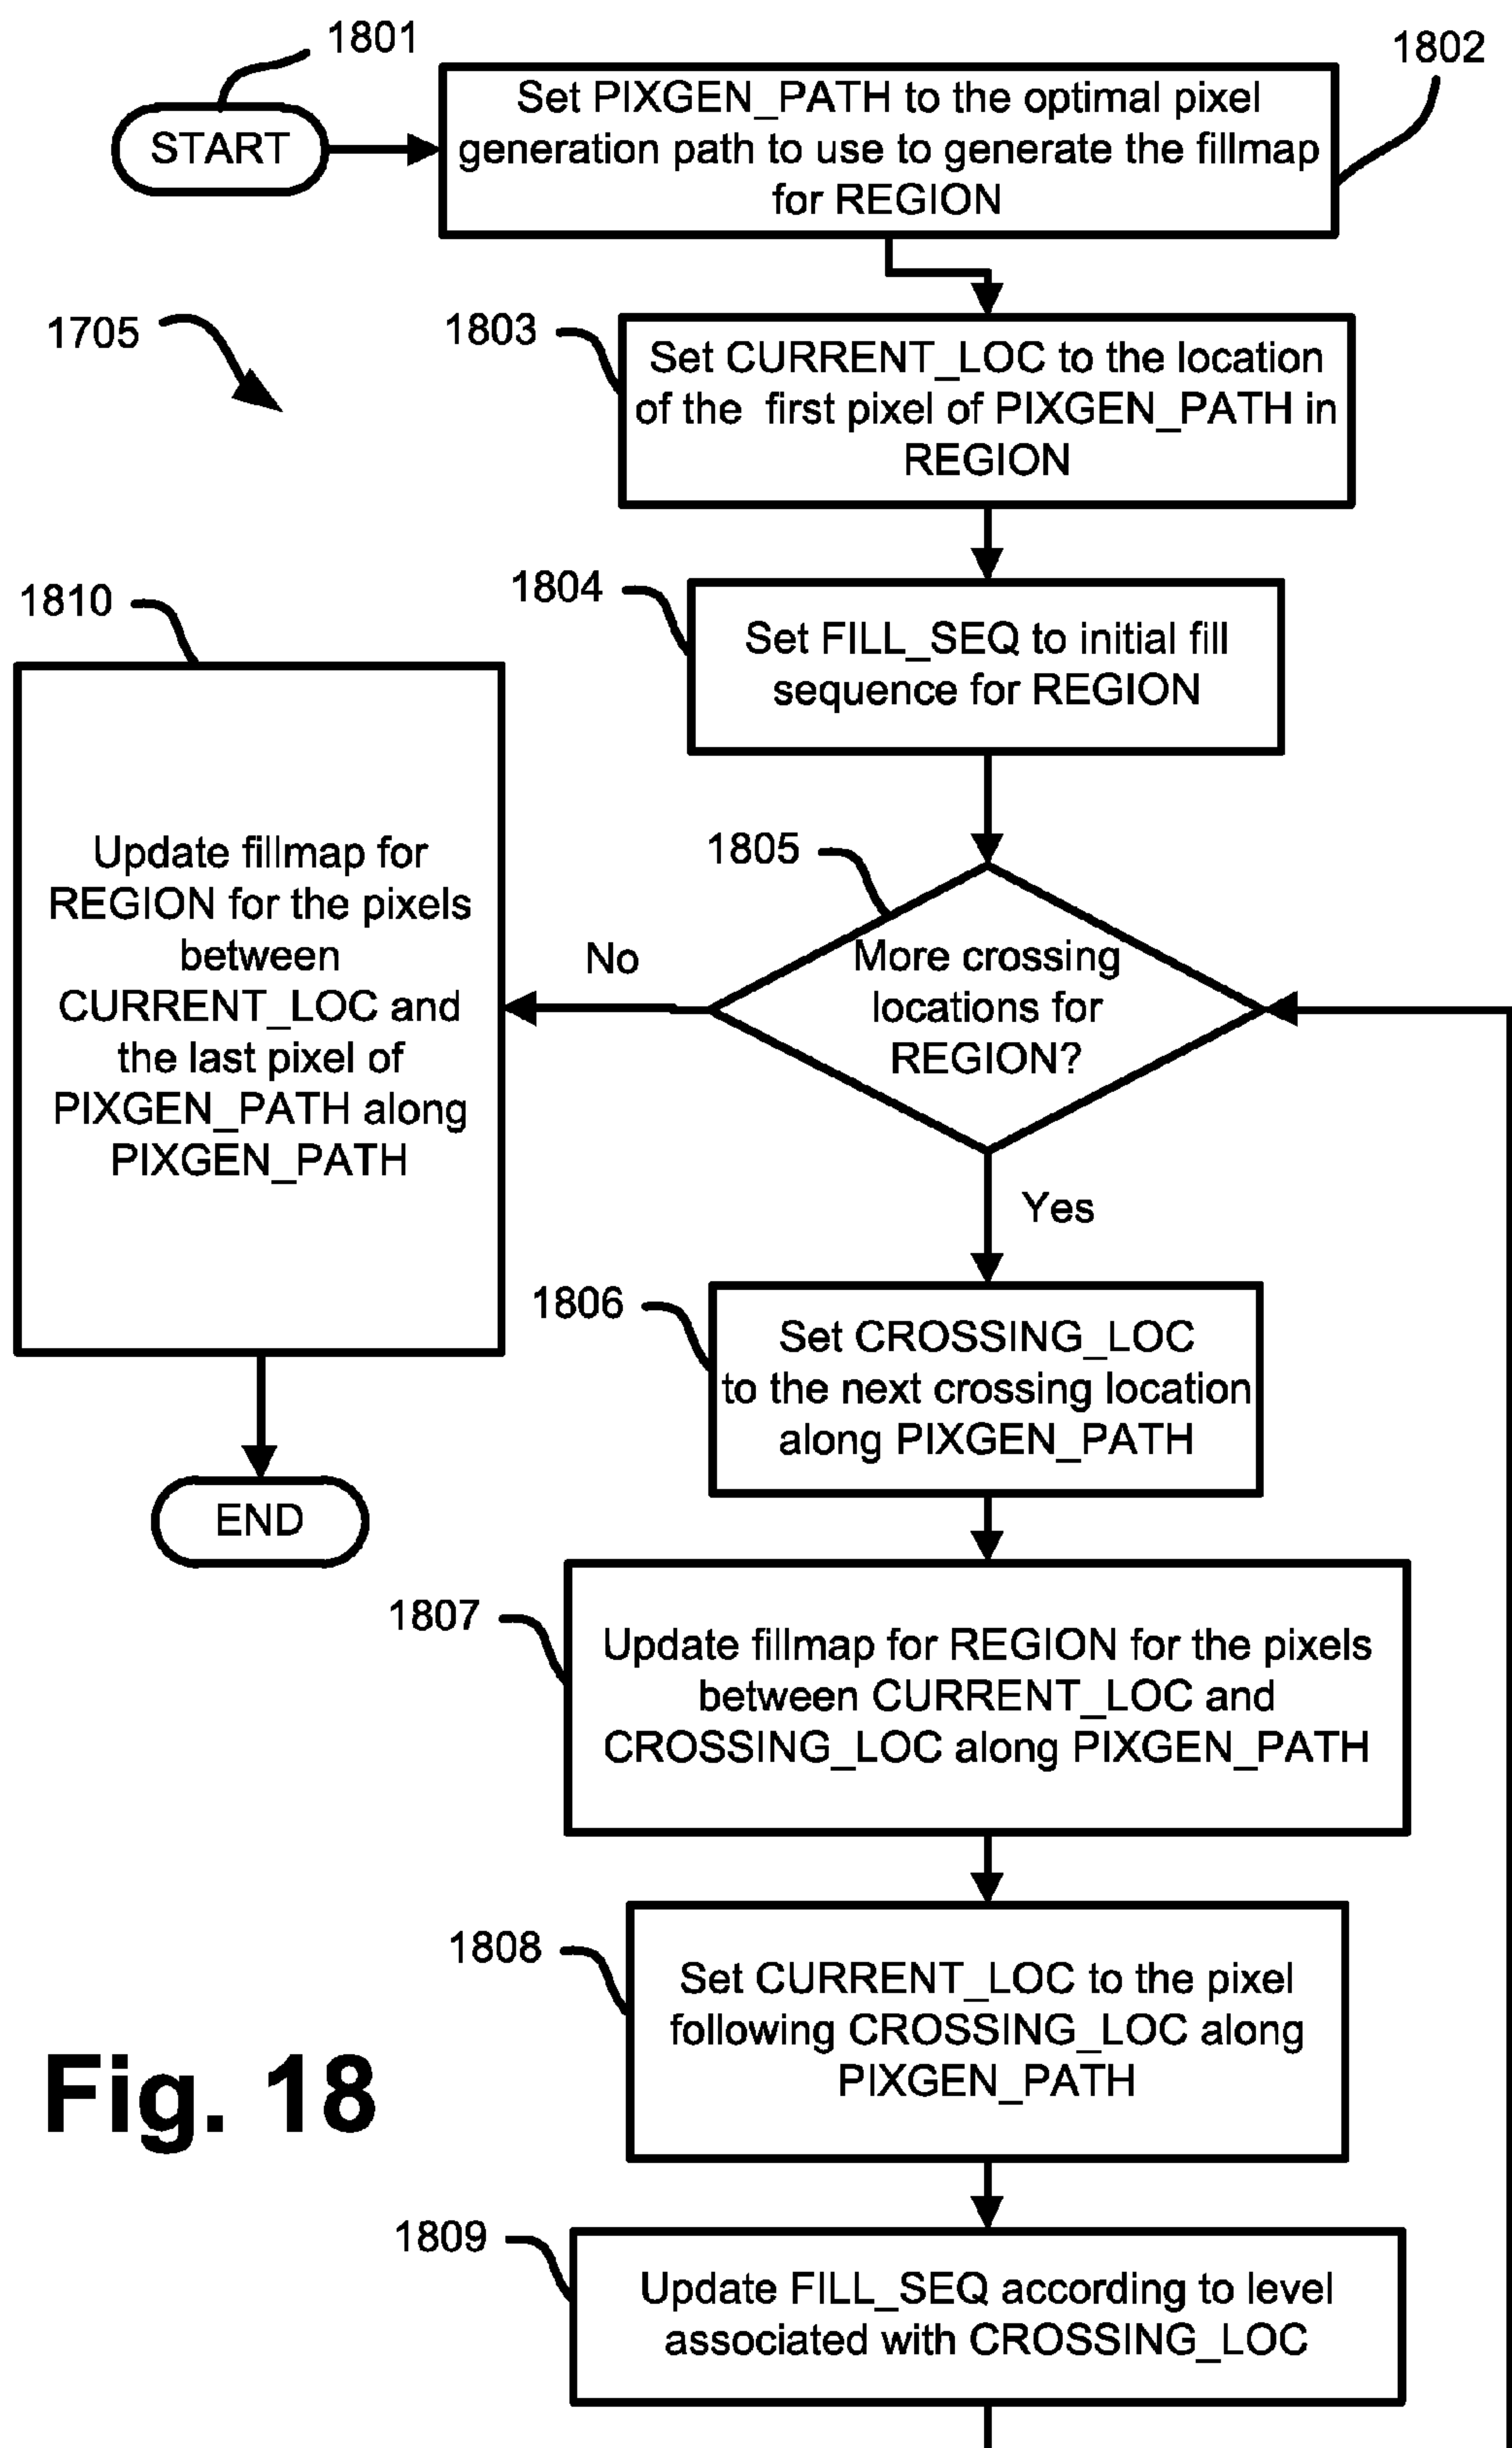 1801
START
1802
Set PIXGEN_PATH to the optimal pixel
generation path to use to generate the fillmap
for REGION
1705
1803
Set CURRENT_LOC to the location
of the first pixel of PIXGEN_PATH in
REGION
1804
Set FILL_SEQ to initial fill
sequence for REGION
1805
More crossing
locations for
REGION?
No
Yes
1810
Update fillmap for
REGION for the pixels
between
CURRENT_LOC and
the last pixel of
PIXGEN_PATH along
PIXGEN_PATH
END
1806
Set CROSSING_LOC
to the next crossing location
along PIXGEN_PATH
1807
Update fillmap for REGION for the pixels
between CURRENT_LOC and
CROSSING_LOC along PIXGEN_PATH
1808
Set CURRENT_LOC to the pixel
following CROSSING_LOC along
PIXGEN_PATH
1809
Update FILL_SEQ according to level
associated with CROSSING_LOC
Fig. 18